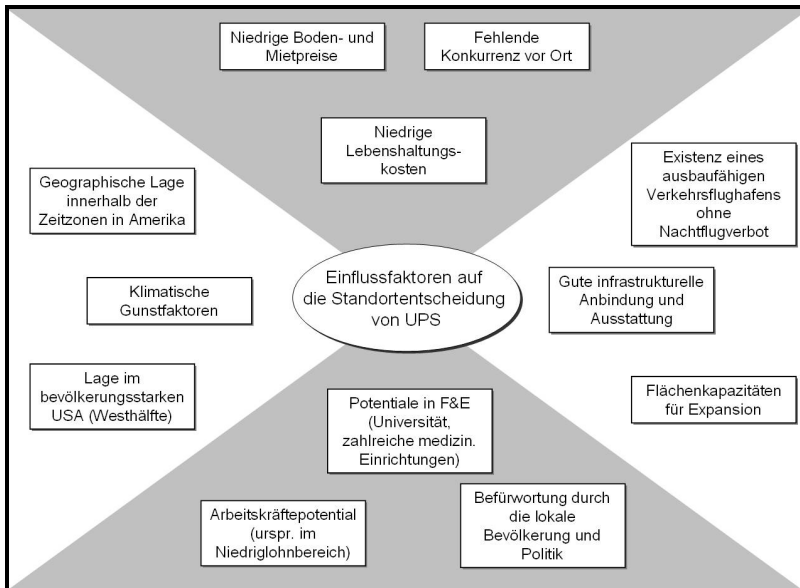 Niedrige Boden- und
Mietpreise
Fehlende
Konkurrenz vor Ort
Niedrige
Lebenshaltungs-
kosten
Geographische Lage
innerhalb der
Zeitzonen in Amerika
Existenz eines
ausbaufähigen
Verkehrsflughafens
ohne
Nachtflugverbot
Klimatische
Gunstfaktoren
Einflussfaktoren auf
die Standortentscheidung
von UPS
Gute infrastrukturelle
Anbindung und
Ausstattung
Lage im
bevölkerungsstarken
USA (Westhälfte)
Potentiale in F&E
(Universität,
zahlreiche medizin.
Einrichtungen)
Flächenkapazitäten
für Expansion
Arbeitskräftepotential
(urspr. im
Niedriglohnbereich)
Befürwortung durch
die lokale
Bevölkerung und
Politik